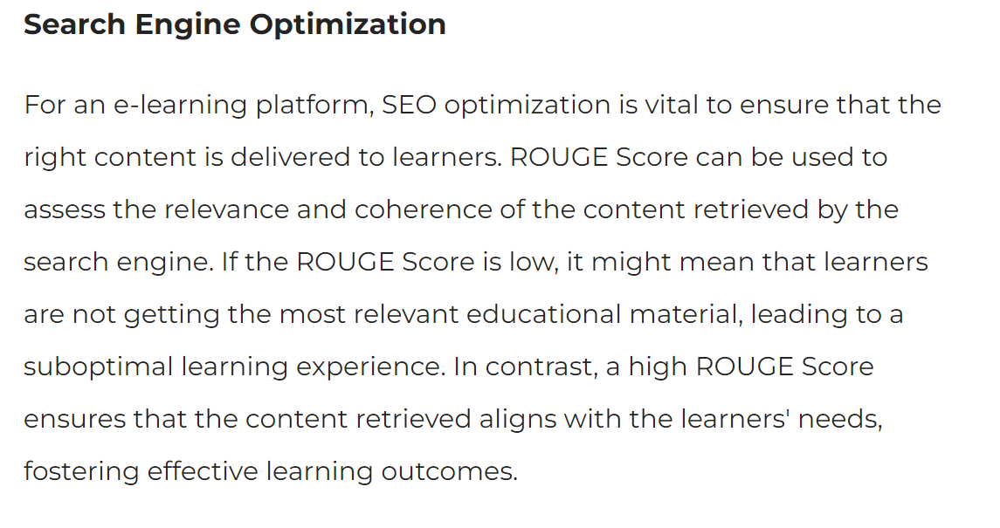 Search Engine Optimization
For an e-learning platform, SEO optimization is vital to ensure that the
right content is delivered to learners. ROUGE Score can be used to
assess the relevance and coherence of the content retrieved by the
search engine. If the ROUGE Score is low, it might mean that learners
are not getting the most relevant educational material, leading to a
suboptimal learning experience. In contrast, a high ROUGE Score
ensures that the content retrieved aligns with the learners' needs,
fostering effective learning outcomes.